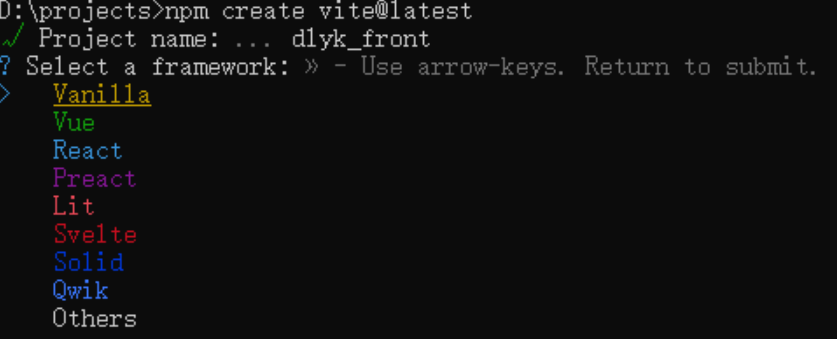 D:\projects>npm create vite@latest
√ Project name: ... dlyk_front
? Select a framework: » - Use arrow-keys. Return to submit.
> Vanilla
Vue
React
Preact
Lit
Svelte
Solid
Qwik
Others